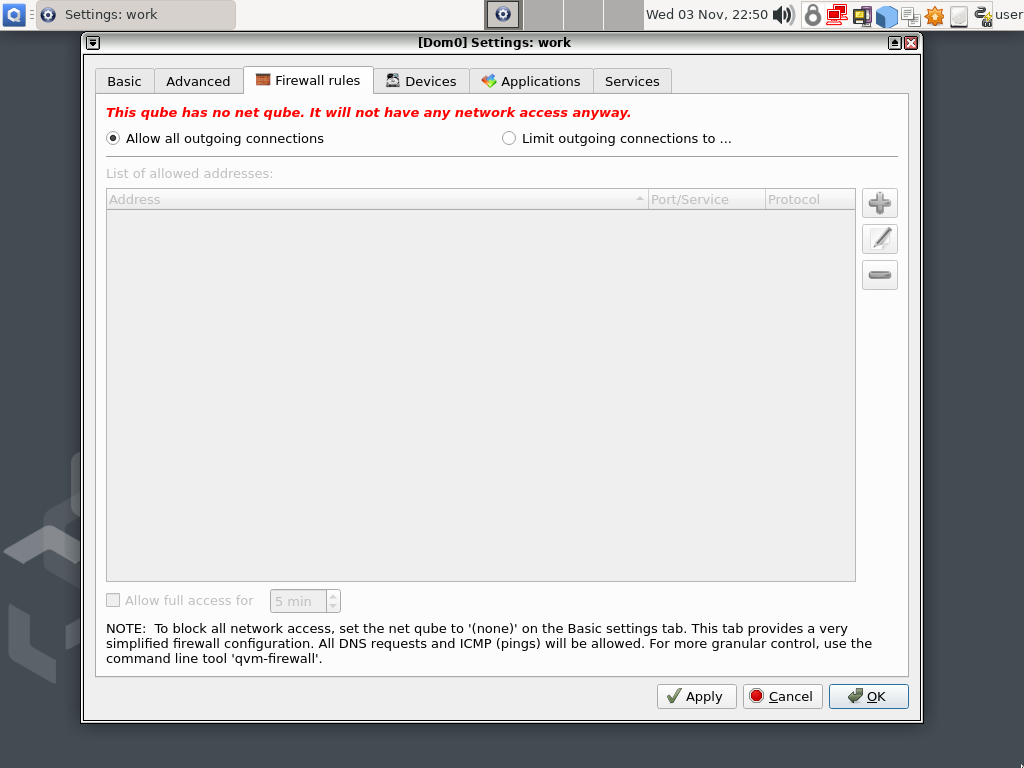 Settings: work
Wed 03 Nov, 22:50
user
[Dom0] Settings: work
Basic
Advanced
Firewall rules
Devices
Applications
Services
This qube has no net qube. It will not have any network access anyway.
Allow all outgoing connections
Limit outgoing connections to ...
List of allowed addresses:
Address
Port/Service
Protocol
Allow full access for
5 min
NOTE:  To block all network access, set the net qube to '(none)' on the Basic settings tab. This tab provides a very
simplified firewall configuration. All DNS requests and ICMP (pings) will be allowed. For more granular control, use the
command line tool 'qvm-firewall'.
Apply
Cancel
OK